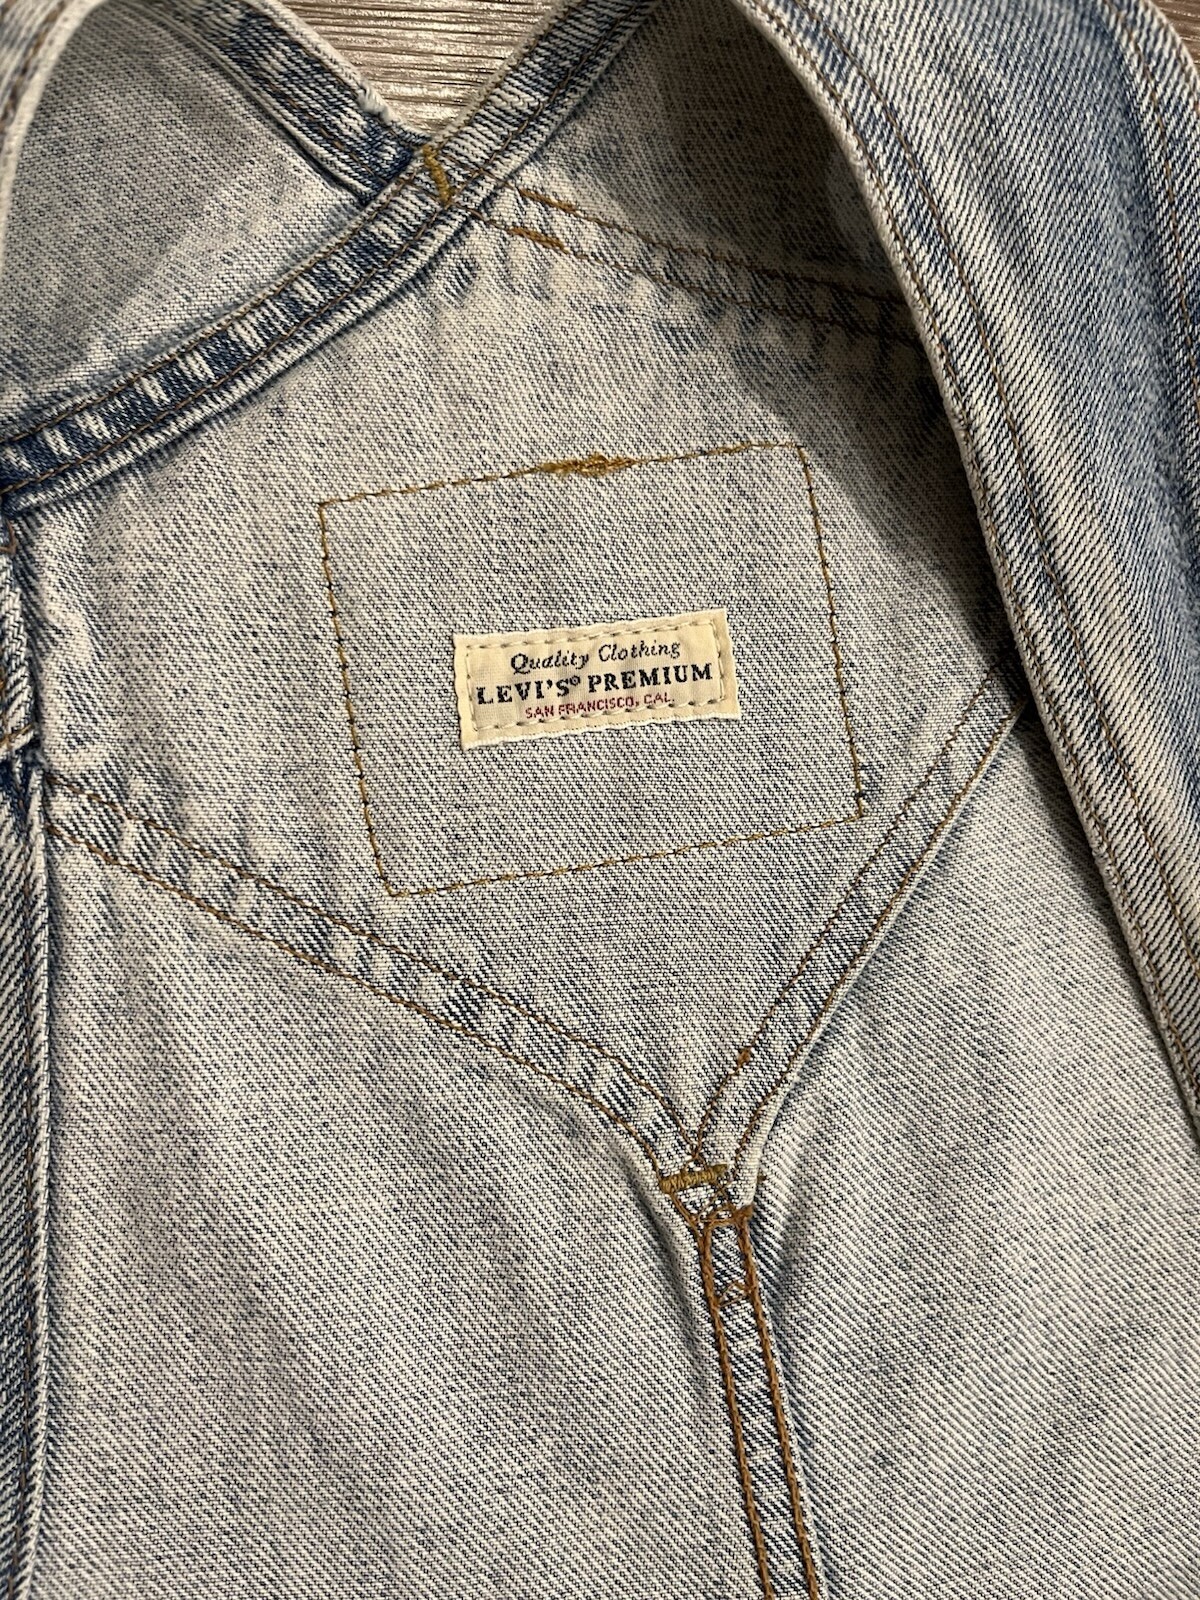 Quality Clothing
LEVI'S® PREMIUM
SAN FRANCISCO, CAL.